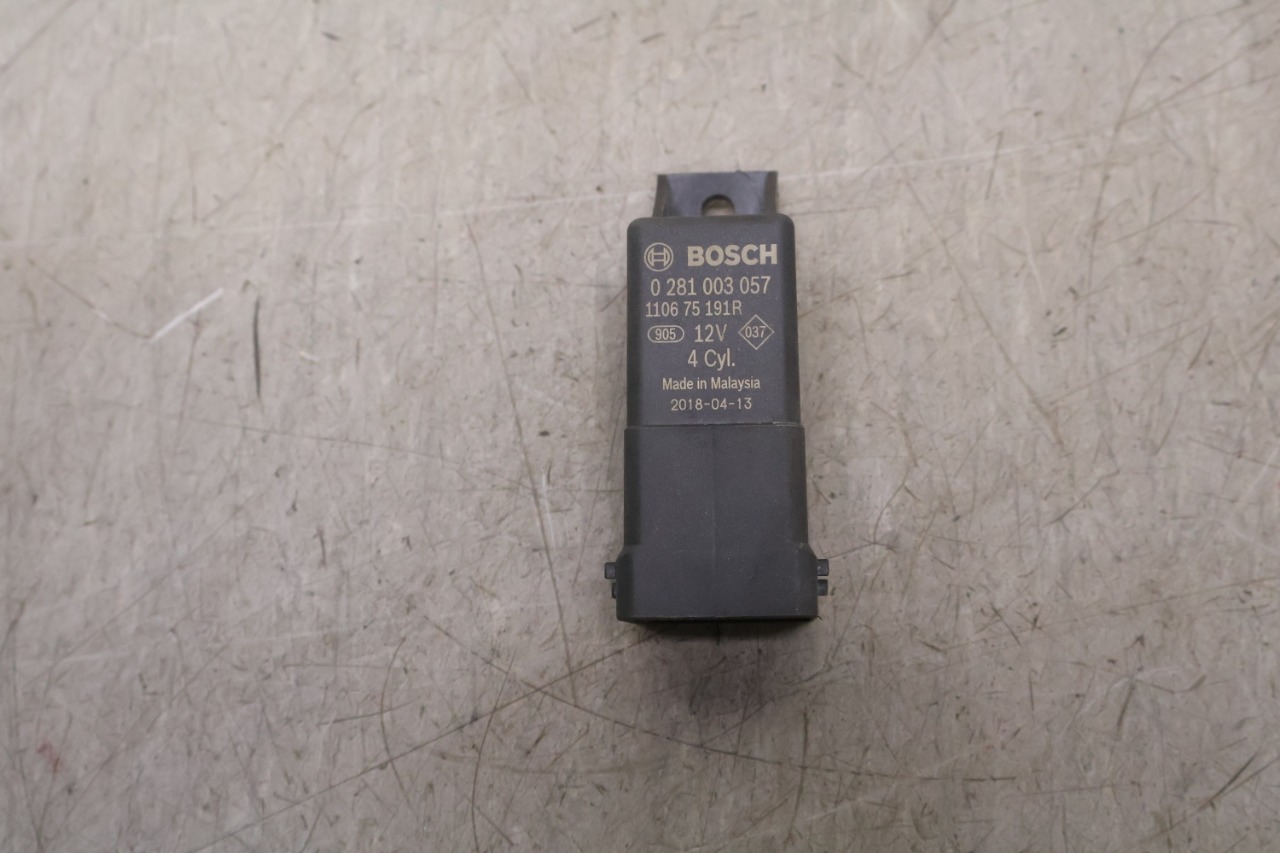 BOSCH
0 281 003 057
1106 75 191R
905 12V 037
4 Cyl.
Made in Malaysia
2018-04-13